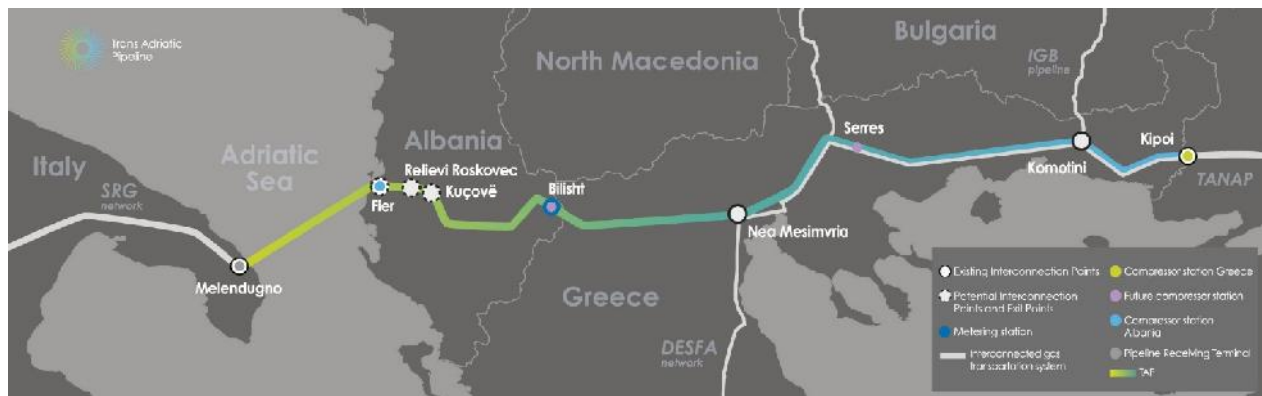 Trans Adriatic
Pipeline
North Macedonia
Bulgaria
IGB
pipeline
Italy
SRG
network
Adriatic
Sea
Albania
Relievi Roskovec
Kuçovë
Fier
Bilisht
Serres
Komotini
Kipoi
TANAP
Nea Mesimvria
Melendugno
Greece
DESFA
network
Existing Interconnection Points
Potential Interconnection
Points and Exit Points
Metering station
Interconnected gas
transportation system
Compressor station Greece
Future compressor station
Compressor station
Albania
Pipeline Receiving Terminal
TAP